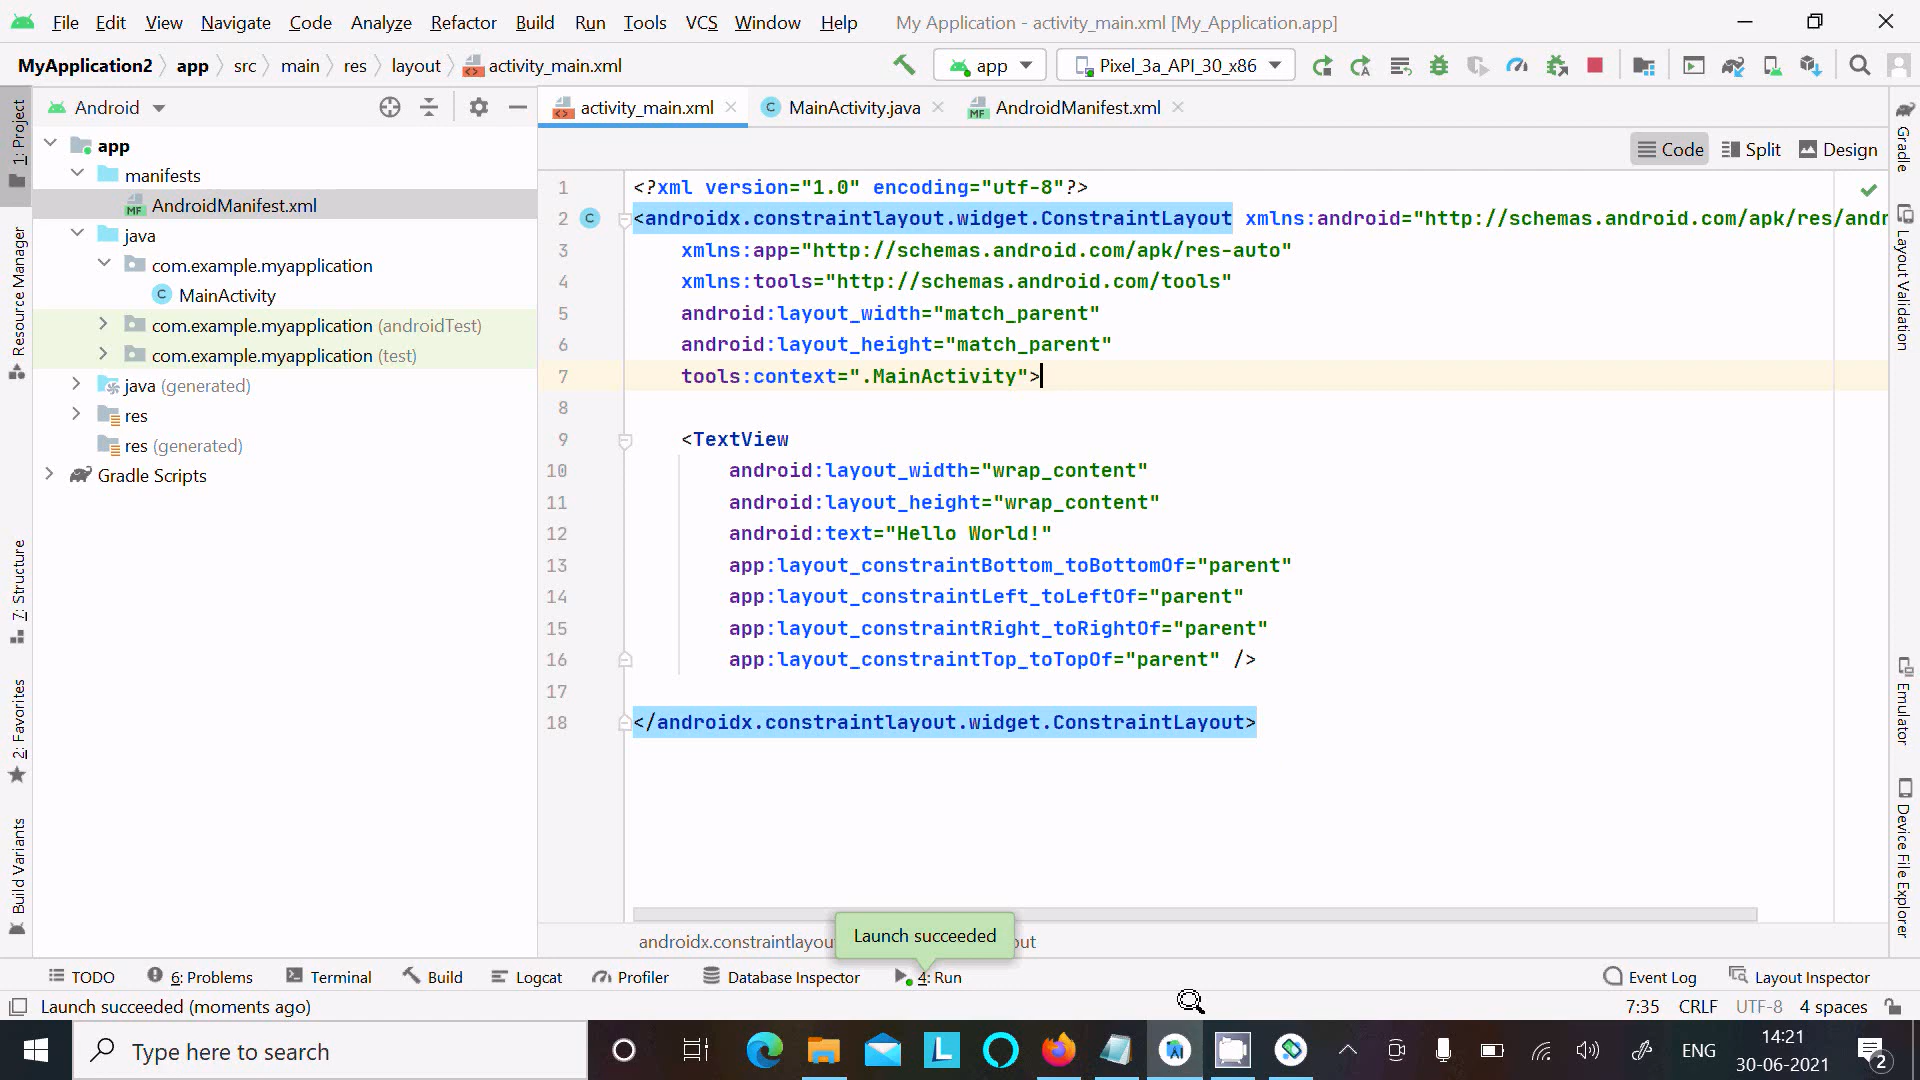 File Edit View Navigate Code Analyze Refactor Build Run Tools VCS Window Help My Application - activity_main.xml [My_Application.app]
MyApplication2 app src main res layout activity_main.xml app Pixel_3a_API_30_x86
Android
activity_main.xml MainActivity.java AndroidManifest.xml
Code Split Design
app
manifests
AndroidManifest.xml
java
com.example.myapplication
MainActivity
com.example.myapplication (androidTest)
com.example.myapplication (test)
java (generated)
res
res (generated)
Gradle Scripts
1: Project
Resource Manager
7: Structure
2: Favorites
Build Variants
1 <?xml version="1.0" encoding="utf-8"?>
2 <androidx.constraintlayout.widget.ConstraintLayout xmlns:android="http://schemas.android.com/apk/res/andr
3 xmlns:app="http://schemas.android.com/apk/res-auto"
4 xmlns:tools="http://schemas.android.com/tools"
5 android:layout_width="match_parent"
6 android:layout_height="match_parent"
7 tools:context=".MainActivity">
8
9 <TextView
10 android:layout_width="wrap_content"
11 android:layout_height="wrap_content"
12 android:text="Hello World!"
13 app:layout_constraintBottom_toBottomOf="parent"
14 app:layout_constraintLeft_toLeftOf="parent"
15 app:layout_constraintRight_toRightOf="parent"
16 app:layout_constraintTop_toTopOf="parent" />
17
18 </androidx.constraintlayout.widget.ConstraintLayout>
Gradle
Layout Validation
Emulator
Device File Explorer
Launch succeeded
androidx.constraintlayou out
TODO 6: Problems Terminal Build Logcat Profiler Database Inspector 4: Run Event Log Layout Inspector
Launch succeeded (moments ago) 7:35 CRLF UTF-8 4 spaces
Type here to search ENG 14:21
30-06-2021 2